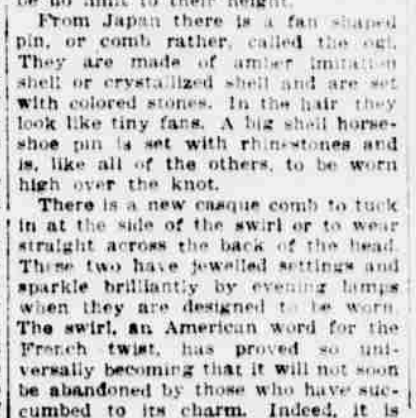 be no limit to their height.
From Japan there is a fan shaped
pin, or comb rather, called the ogi.
They are made of amber imitation
shell or crystallized shell and are set
with colored stones. In the hair they
look like tiny fans. A big shell horse-
shoe pin is set with rhinestones and
is, like all of the others, to be worn
high over the knot.
There is a new casque comb to tuck
in at the side of the swirl or to wear
straight across the back of the head.
These two have jewelled settings and
sparkle brilliantly by evening lamps
when they are designed to be worn.
The swirl, an American word for the
French twist, has proved so uni-
versally becoming that it will not soon
be abandoned by those who have suc-
cumbed to its charm. Indeed, it is